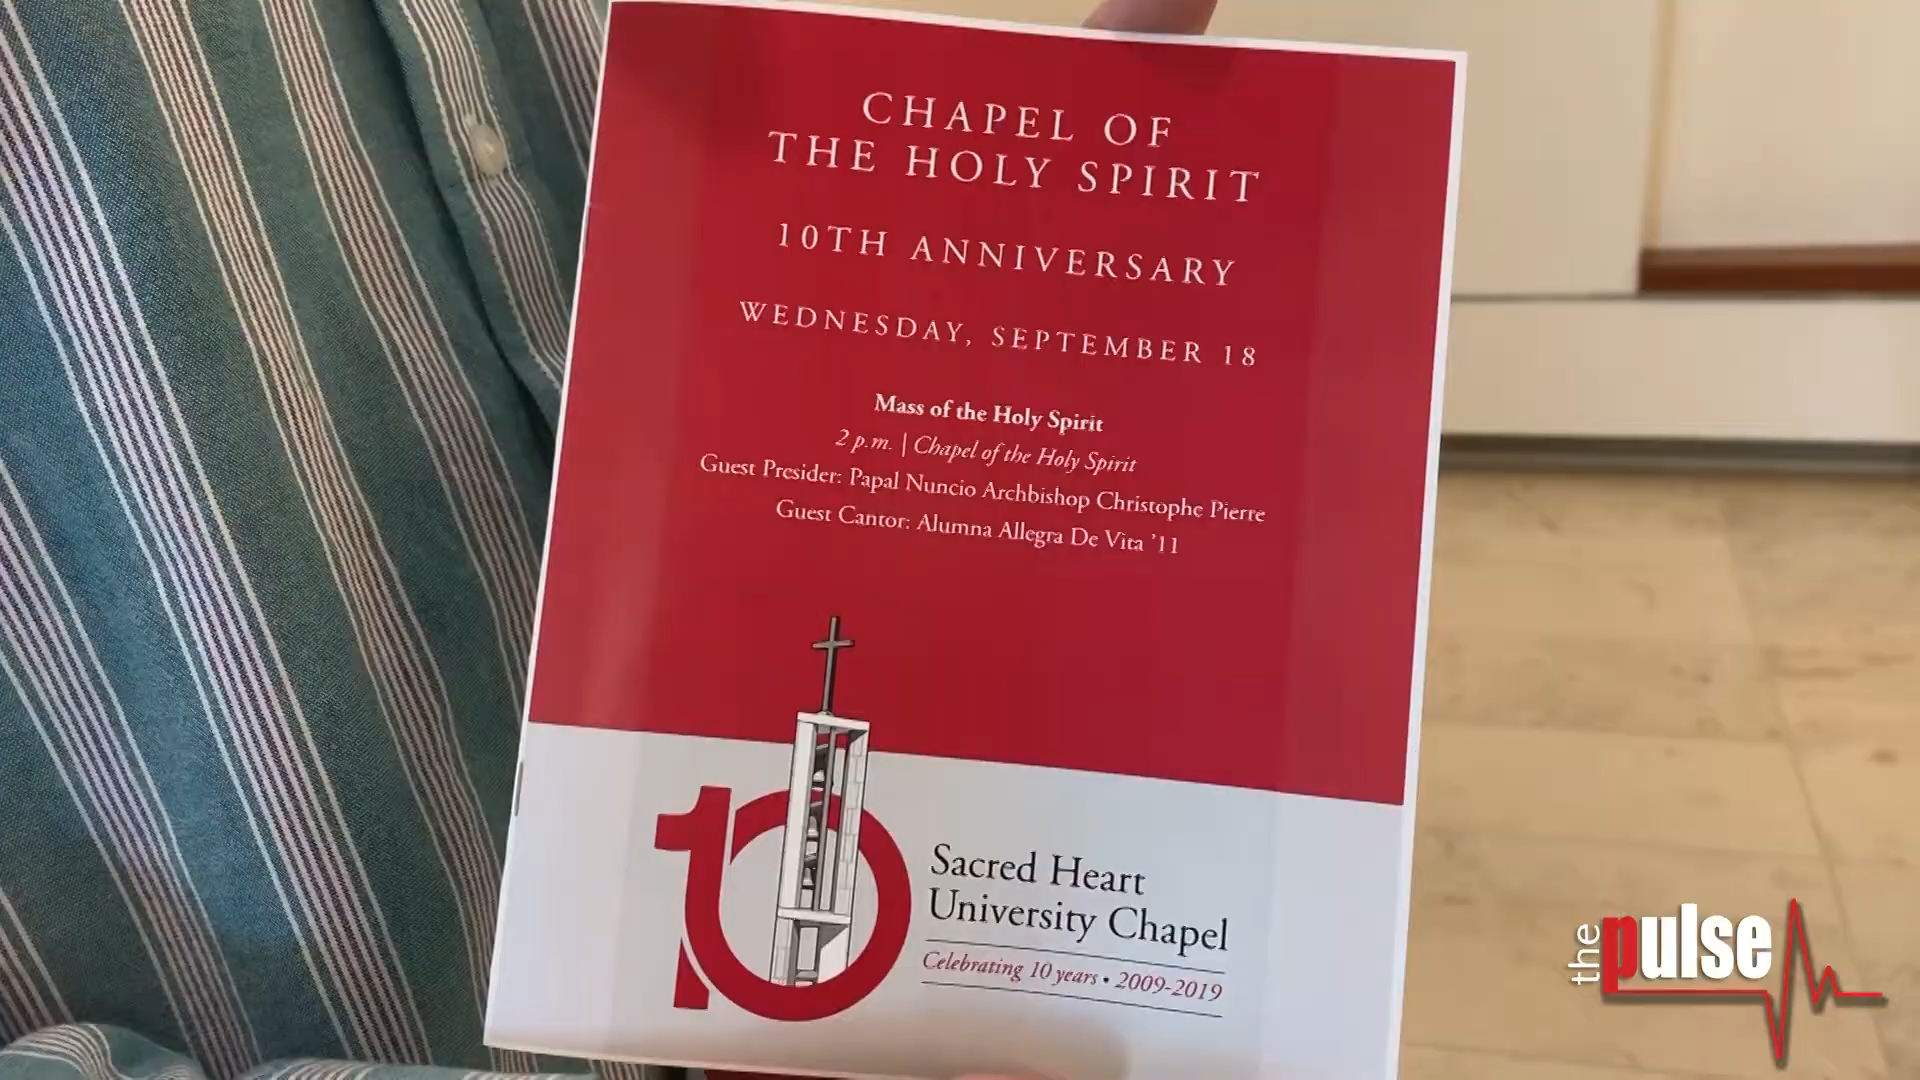 CHAPEL OF
THE HOLY SPIRIT
10TH ANNIVERSARY
WEDNESDAY, SEPTEMBER 18
Mass of the Holy Spirit
2 p.m. | Chapel of the Holy Spirit
Guest Presider: Papal Nuncio Archbishop Christophe Pierre
Guest Cantor: Alumna Allegra De Vita ’11
10
Sacred Heart
University Chapel
Celebrating 10 years • 2009-2019
the pulse